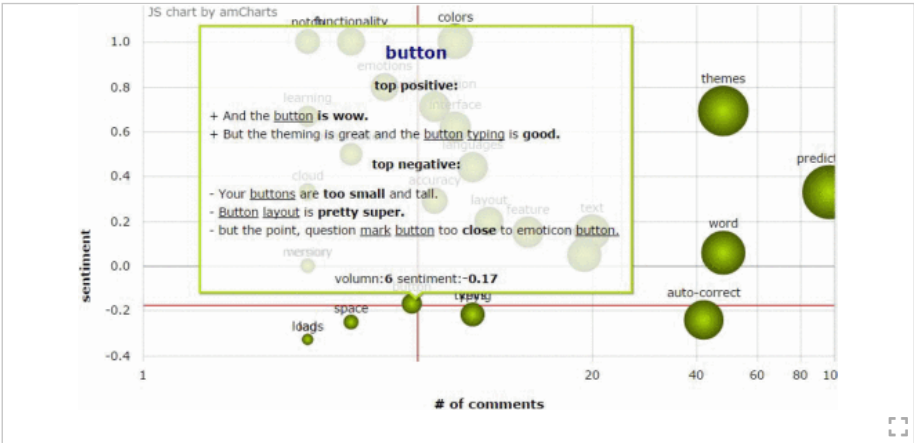 JS chart by amCharts
functionality
colors
button
emotions
top positive:
themes
learning
interface
+ And the button is wow.
+ But the theming is great and the button typing is good.
languages
top negative:
predict
cloud
accuracy
- Your buttons are too small and tall.
layout
feature
text
- Button layout is pretty super.
- but the point, question mark button too close to emoticon button.
word
memory
volumn:6 sentiment:-0.17
auto-correct
space
1.0
0.8
0.6
0.4
0.2
0.0
-0.2
-0.4
sentiment
1
20
40
60
80
10
# of comments